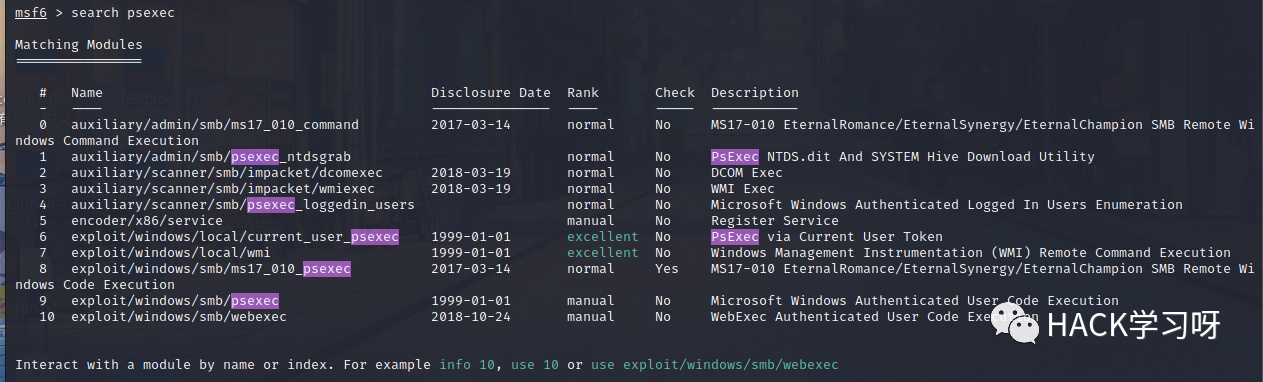 msf6 > search psexec
Matching Modules
================
# Name Disclosure Date Rank Check Description
- ---- --------------- ---- ----- -----------
0 auxiliary/admin/smb/ms17_010_command 2017-03-14 normal No MS17-010 EternalRomance/EternalSynergy/EternalChampion SMB Remote Wi
ndows Command Execution
1 auxiliary/admin/smb/psexec_ntdsgrab normal No PsExec NTDS.dit And SYSTEM Hive Download Utility
2 auxiliary/scanner/smb/impacket/dcomexec 2018-03-19 normal No DCOM Exec
3 auxiliary/scanner/smb/impacket/wmiexec 2018-03-19 normal No WMI Exec
4 auxiliary/scanner/smb/psexec_loggedin_users normal No Microsoft Windows Authenticated Logged In Users Enumeration
5 encoder/x86/service manual No Register Service
6 exploit/windows/local/current_user_psexec 1999-01-01 excellent No PsExec via Current User Token
7 exploit/windows/local/wmi 1999-01-01 excellent No Windows Management Instrumentation (WMI) Remote Command Execution
8 exploit/windows/smb/ms17_010_psexec 2017-03-14 normal Yes MS17-010 EternalRomance/EternalSynergy/EternalChampion SMB Remote Wi
ndows Code Execution
9 exploit/windows/smb/psexec 1999-01-01 manual No Microsoft Windows Authenticated User Code Execution
10 exploit/windows/smb/webexec 2018-10-24 manual No WebExec Authenticated User Code Execution
HACK学习呀
Interact with a module by name or index. For example info 10, use 10 or use exploit/windows/smb/webexec